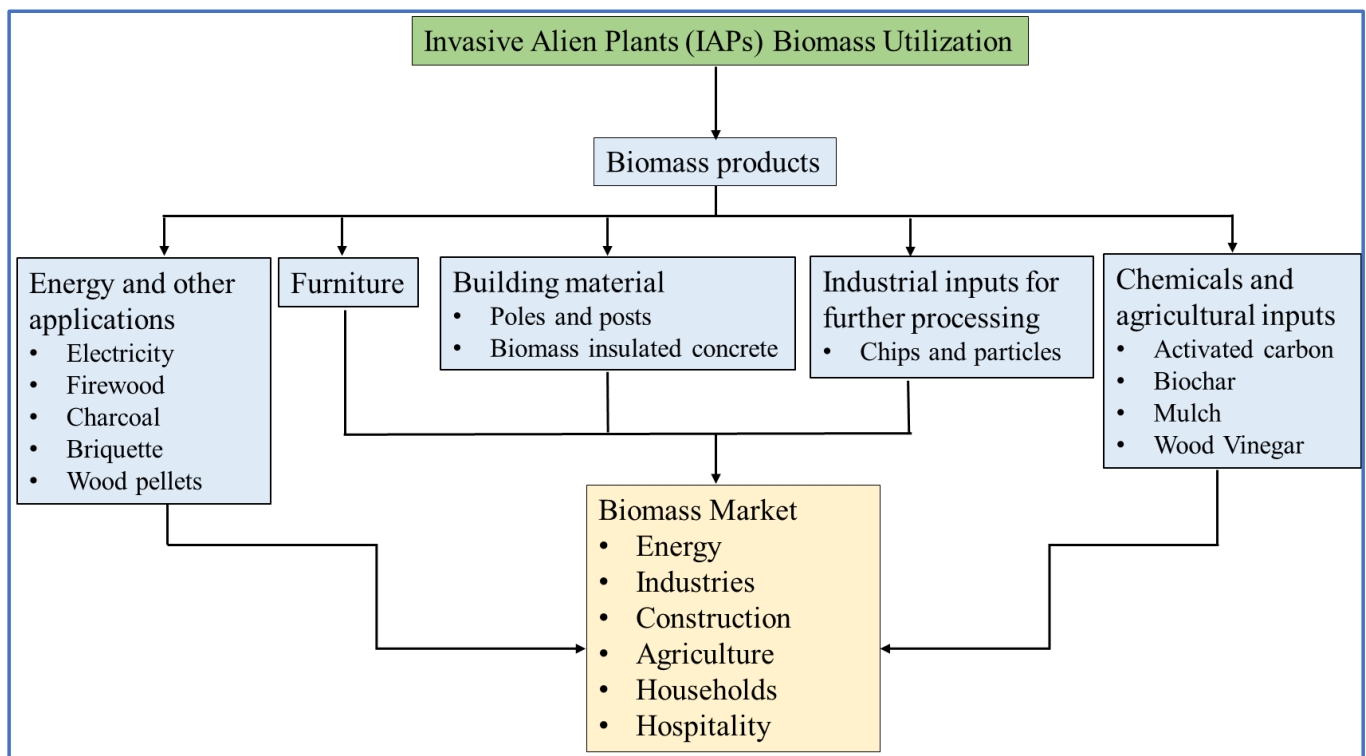 Invasive Alien Plants (IAPs) Biomass Utilization
Biomass products
Energy and other
applications
• Electricity
• Firewood
• Charcoal
• Briquette
• Wood pellets
Furniture
Building material
• Poles and posts
• Biomass insulated concrete
Industrial inputs for
further processing
• Chips and particles
Chemicals and
agricultural inputs
• Activated carbon
• Biochar
• Mulch
• Wood Vinegar
Biomass Market
• Energy
• Industries
• Construction
• Agriculture
• Households
• Hospitality